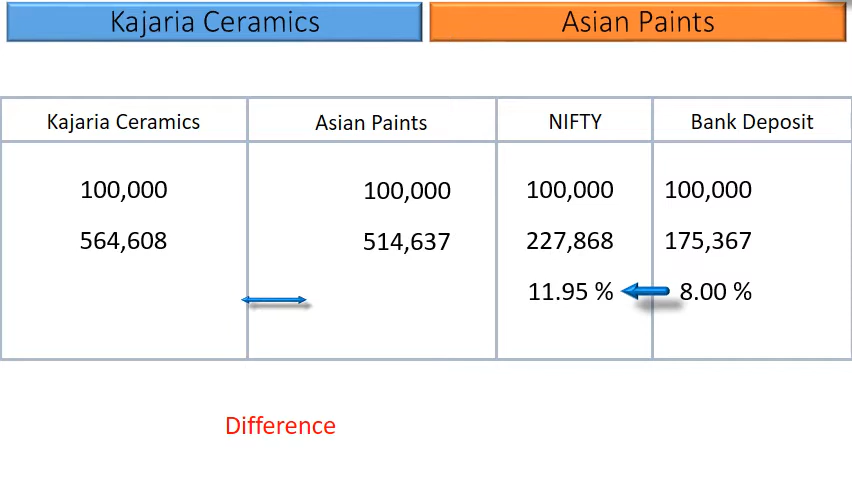 Kajaria Ceramics Asian Paints
Kajaria Ceramics Asian Paints NIFTY Bank Deposit
100,000 100,000 100,000 100,000
564,608 514,637 227,868 175,367
11.95 % 8.00 %
Difference